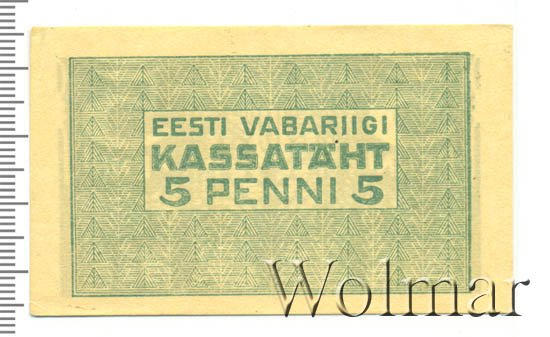 EESTI VABARIIGI
KASSATÄHT
5 PENNI 5
Wolmar